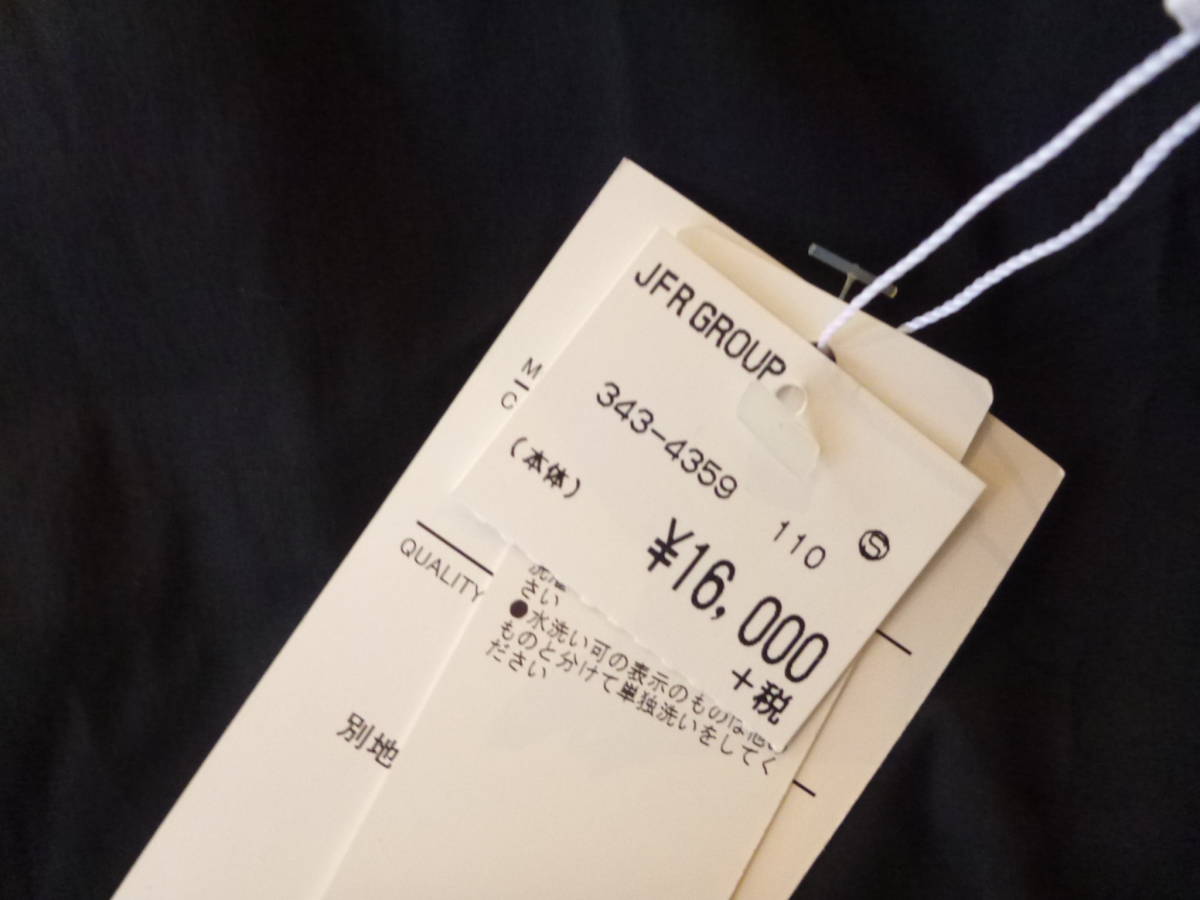 JFR GROUP
343-4359
110 Ⓢ
(本体)
¥16,000
+税
さい
●水洗い可の表示のものは他の
ものと分けて単独洗いをしてく
ださい
M
C
QUALITY
別地